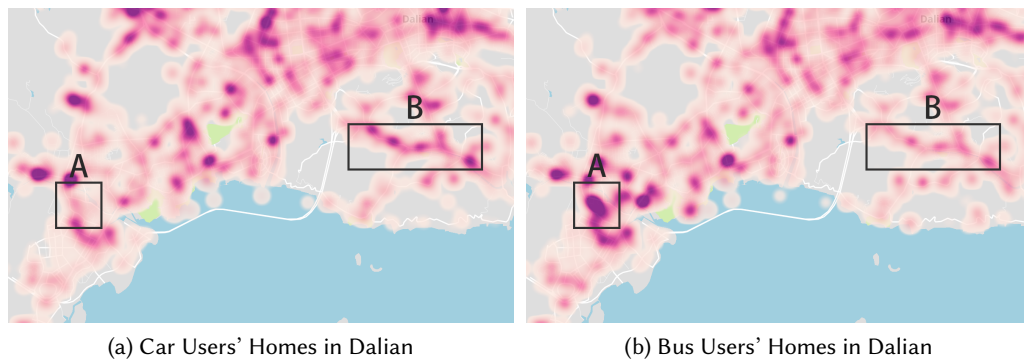 Dalian
B
A
Dalian
B
A
(a) Car Users’ Homes in Dalian
(b) Bus Users’ Homes in Dalian